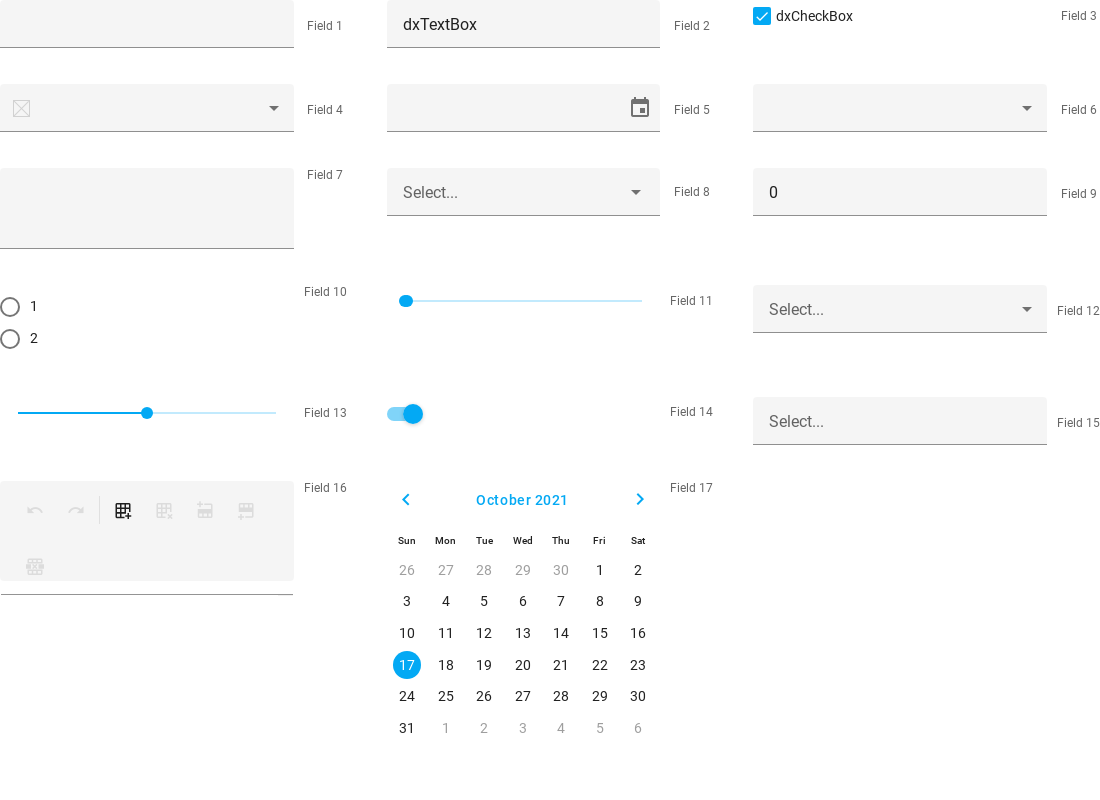 Field 1
dxTextBox
Field 2
dxCheckBox
Field 3
Field 4
Field 5
Field 6
Field 7
Select...
Field 8
0
Field 9
1
2
Field 10
Field 11
Select...
Field 12
Field 13
Field 14
Select...
Field 15
Field 16
October 2021
Field 17
Sun Mon Tue Wed Thu Fri Sat
26 27 28 29 30 1 2
3 4 5 6 7 8 9
10 11 12 13 14 15 16
17 18 19 20 21 22 23
24 25 26 27 28 29 30
31 1 2 3 4 5 6